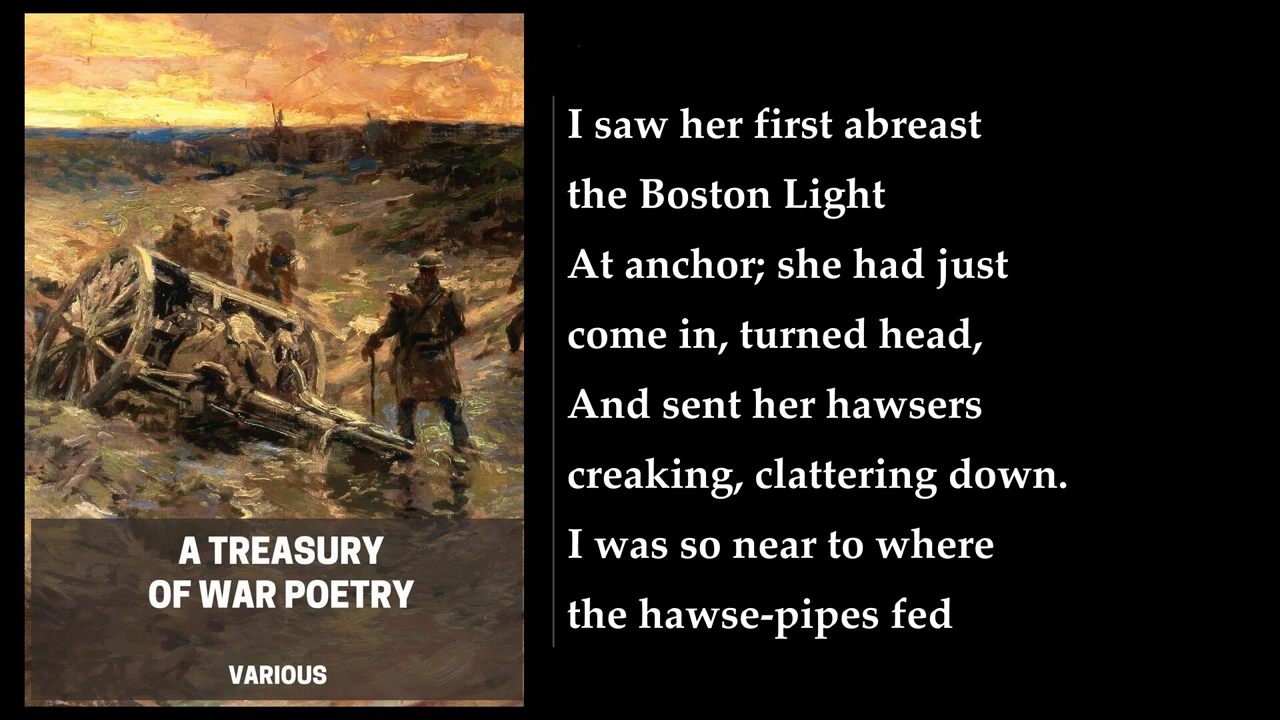 A TREASURY
OF WAR POETRY
VARIOUS
I saw her first abreast
the Boston Light
At anchor; she had just
come in, turned head,
And sent her hawsers
creaking, clattering down.
I was so near to where
the hawse-pipes fed